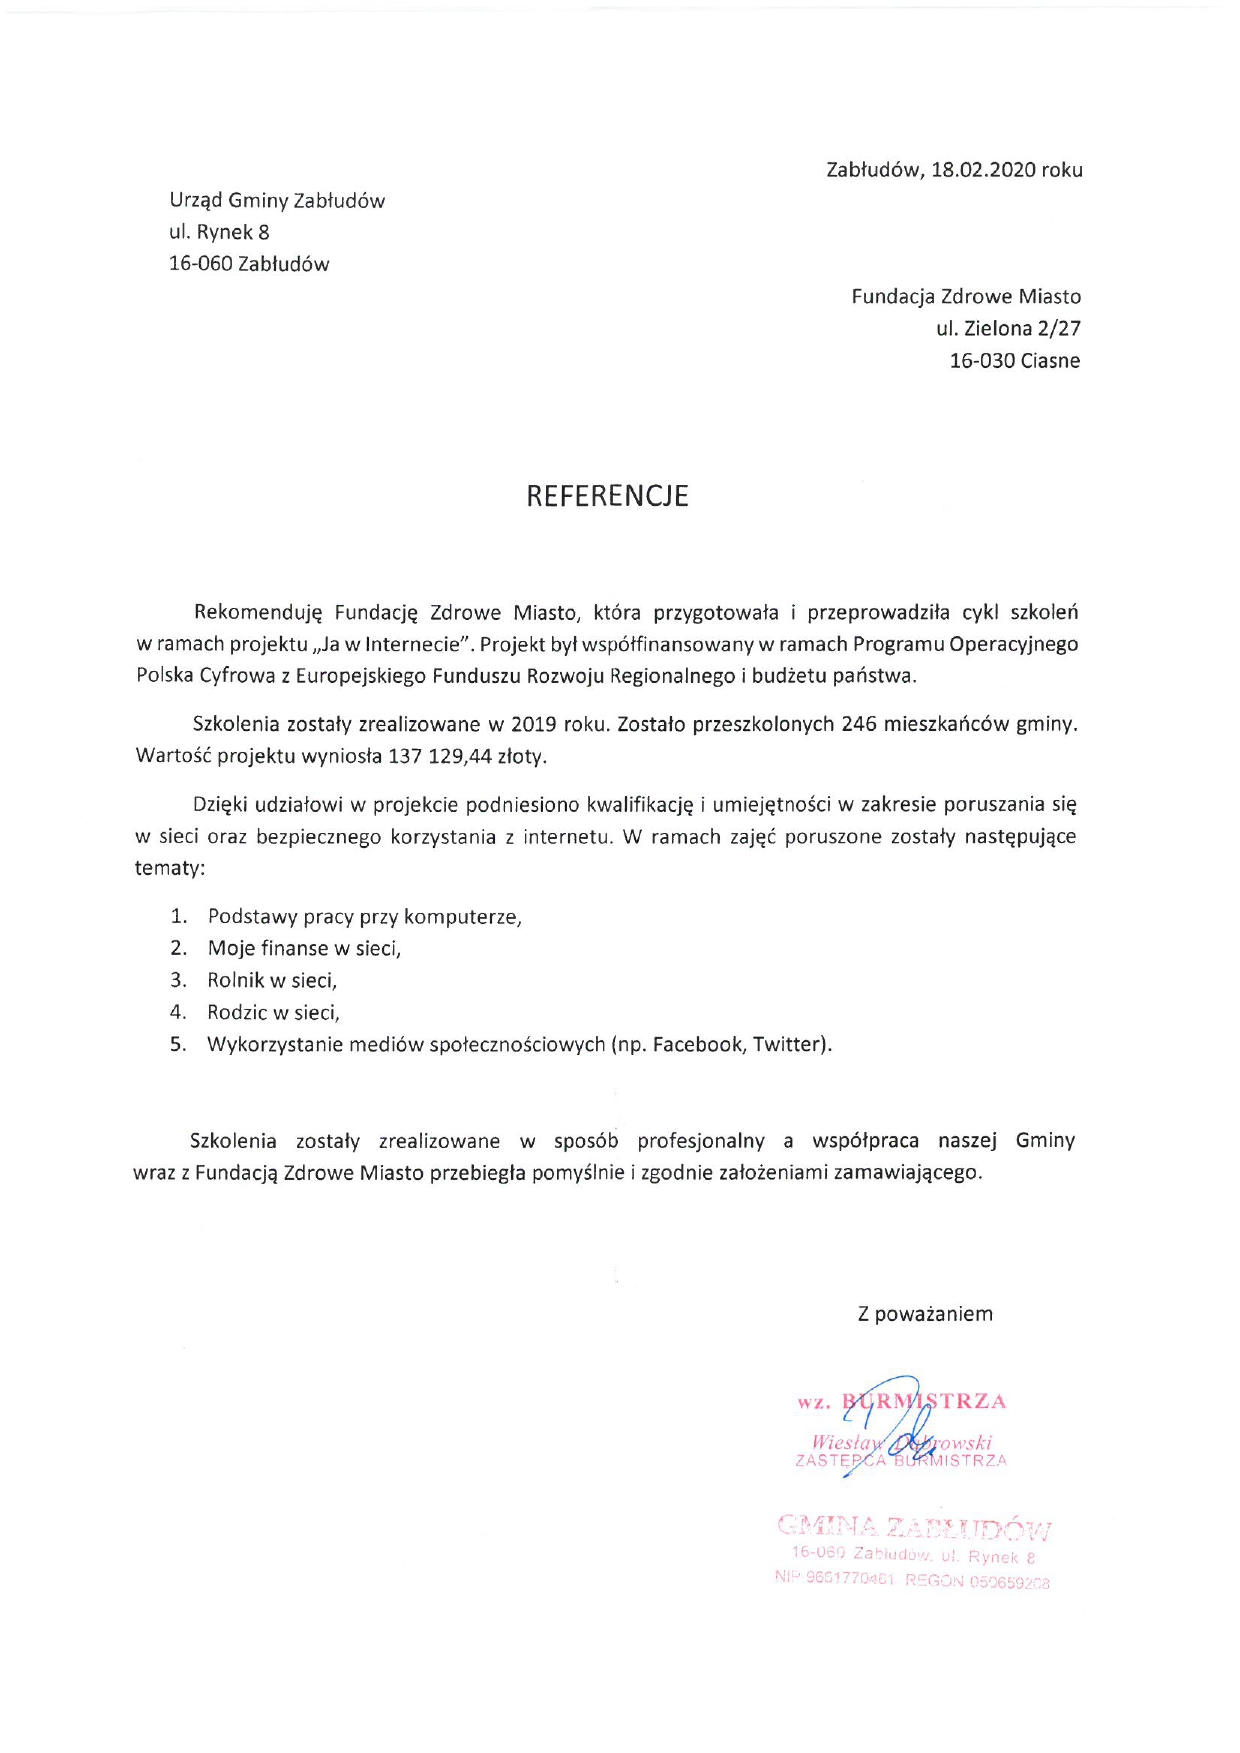 Zabłudów, 18.02.2020 roku
Urząd Gminy Zabłudów
ul. Rynek 8
16-060 Zabłudów
Fundacja Zdrowe Miasto
ul. Zielona 2/27
16-030 Ciasne
REFERENCJE
Rekomenduję Fundację Zdrowe Miasto, która przygotowała i przeprowadziła cykl szkoleń
w ramach projektu „Ja w Internecie”. Projekt był współfinansowany w ramach Programu Operacyjnego
Polska Cyfrowa z Europejskiego Funduszu Rozwoju Regionalnego i budżetu państwa.
Szkolenia zostały zrealizowane w 2019 roku. Zostało przeszkolonych 246 mieszkańców gminy.
Wartość projektu wyniosła 137 129,44 złoty.
Dzięki udziałowi w projekcie podniesiono kwalifikację i umiejętności w zakresie poruszania się
w sieci oraz bezpiecznego korzystania z internetu. W ramach zajęć poruszone zostały następujące
tematy:
1. Podstawy pracy przy komputerze,
2. Moje finanse w sieci,
3. Rolnik w sieci,
4. Rodzic w sieci,
5. Wykorzystanie mediów społecznościowych (np. Facebook, Twitter).
Szkolenia zostały zrealizowane w sposób profesjonalny a współpraca naszej Gminy
wraz z Fundacją Zdrowe Miasto przebiegła pomyślnie i zgodnie założeniami zamawiającego.
Z poważaniem
wz. BURMISTRZA
Wiesław Dąbrowski
ZASTĘPCA BURMISTRZA
GMINA ZABŁUDÓW
16-060 Zabłudów, ul. Rynek 8
NIP REGON